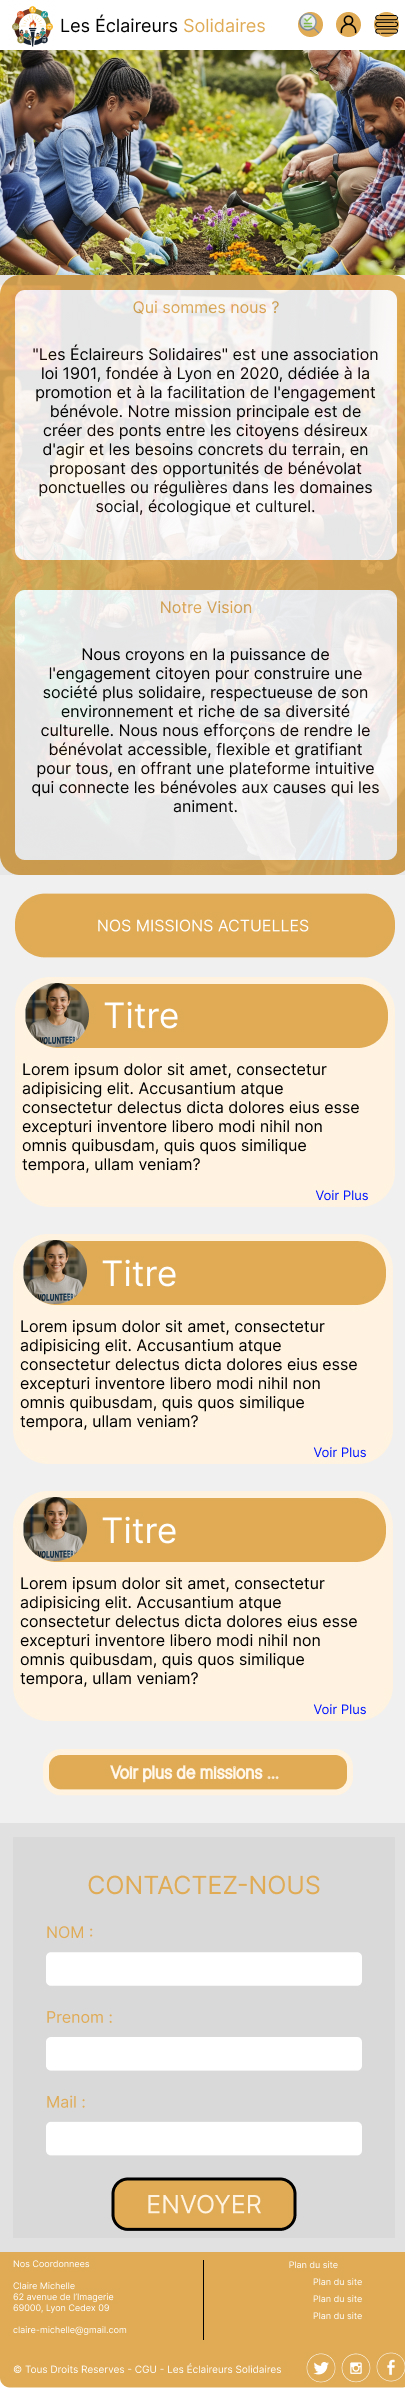 Les Éclaireurs Solidaires
Qui sommes nous ?
"Les Éclaireurs Solidaires" est une association
loi 1901, fondée à Lyon en 2020, dédiée à la
promotion et à la facilitation de l'engagement
bénévole. Notre mission principale est de
créer des ponts entre les citoyens désireux
d'agir et les besoins concrets du terrain, en
proposant des opportunités de bénévolat
ponctuelles ou régulières dans les domaines
social, écologique et culturel.
Notre Vision
Nous croyons en la puissance de
l'engagement citoyen pour construire une
société plus solidaire, respectueuse de son
environnement et riche de sa diversité
culturelle. Nous nous efforçons de rendre le
bénévolat accessible, flexible et gratifiant
pour tous, en offrant une plateforme intuitive
qui connecte les bénévoles aux causes qui les
animent.
NOS MISSIONS ACTUELLES
VOLUNTEER
Titre
Lorem ipsum dolor sit amet, consectetur
adipisicing elit. Accusantium atque
consectetur delectus dicta dolores eius esse
excepturi inventore libero modi nihil non
omnis quibusdam, quis quos similique
tempora, ullam veniam?
Voir Plus
VOLUNTEER
Titre
Lorem ipsum dolor sit amet, consectetur
adipisicing elit. Accusantium atque
consectetur delectus dicta dolores eius esse
excepturi inventore libero modi nihil non
omnis quibusdam, quis quos similique
tempora, ullam veniam?
Voir Plus
VOLUNTEER
Titre
Lorem ipsum dolor sit amet, consectetur
adipisicing elit. Accusantium atque
consectetur delectus dicta dolores eius esse
excepturi inventore libero modi nihil non
omnis quibusdam, quis quos similique
tempora, ullam veniam?
Voir Plus
Voir plus de missions ...
CONTACTEZ-NOUS
NOM :
Prenom :
Mail :
ENVOYER
Nos Coordonnees
Claire Michelle
62 avenue de l'Imagerie
69000, Lyon Cedex 09
claire-michelle@gmail.com
Plan du site
Plan du site
Plan du site
Plan du site
© Tous Droits Reserves - CGU - Les Éclaireurs Solidaires